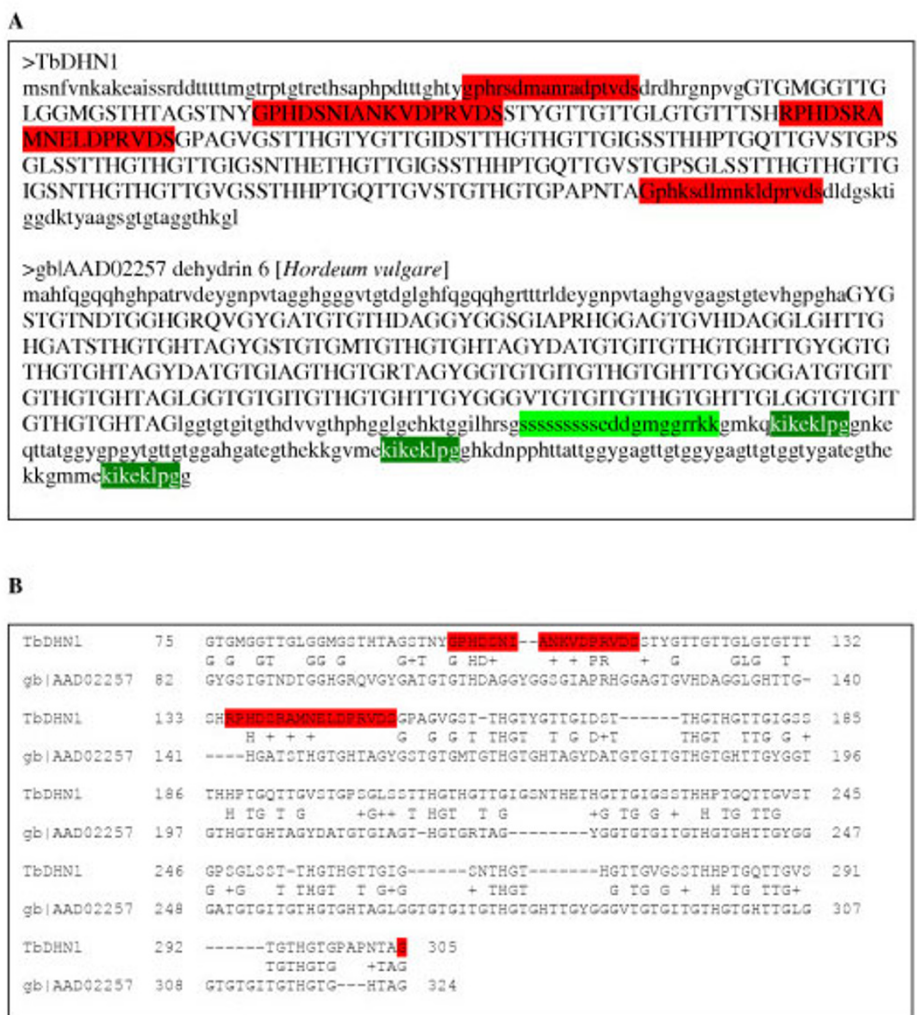 A
>TbDHN1
msnfvnkakeaissrddtttttmgtrptgtrethsaphpdtttghtygphrsdmanradptvdsdrdhrgnpvgGTGMGGTTG
LGGMGSTHTAGSTNYGPHDSNIANKVDPRVDSSTYGTTGTTGLGTGTTTSHRPHDSRA
MNELDPRVDSGPAGVGSTTHGTYGTTGIDSTTHGTHGTTGIGSSTHHPTGQTTGVSTGPS
GLSSTTHGTHGTTGIGSNTHETHGTTGIGSSTHHPTGQTTGVSTGPSGLSSTTHGTHGTTG
IGSNTHGTHGTTGVGSSTHHPTGQTTGVSTGTHGTGPAPNTAGphksdlmnkldprvdsdldgskti
ggdktyaagsgtgtaggthkgl
>gb|AAD02257 dehydrin 6 [Hordeum vulgare]
mahfqgqqhghpatrvdeygnpvtagghgggvtgtdglghfqgqqhgrtttrldeygnpvtaghgvgagstgtevhgpghaGYG
STGTNDTGGHGRQVGYGATGTGTHDAGGYGGSGIAPRHGGAGTGVHDAGGLGHTTG
HGATSTHGTGHTAGYGSTGTGMTGTHGTGHTAGYDATGTGITGTHGTGHTTGYGGTG
THGTGHTAGYDATGTGIAGTHGTGRTAGYGGTGTGITGTHGTGHTTGYGGGATGTGIT
GTHGTGHTAGLGGTGTGITGTHGTGHTTGYGGGVTGTGITGTHGTGHTTGLGGTGTGIT
GTHGTGHTAGlggtgtgitgthdvvgthphgglgehktggilhrsgsssssssssscddgmggrrkkgmkqkikeklpggnke
qttatggygpgytgttgtggahgategthekkgvmekikeklpgghkdnpphttattggygagttgtggygagttgtggtygategthe
kkgmmekikeklpgg
B
TbDHN1 75 GTGMGGTTGLGGMGSTHTAGSTNYGPHDSNI--ANKVDPRVDSSTYGTTGTTGLGTGTTT 132
G G GT GG G G+T G HD+ + + PR + G GLG T
gb|AAD02257 82 GYGSTGTNDTGGHGRQVGYGATGTGTHDAGGYGGSGIAPRHGGAGTGVHDAGGLGHTTG- 140
TbDHN1 133 SHRPHDSRAMNELDPRVDSGPAGVGST-THGTYGTTGIDST------THGTHGTTGIGSS 185
H + + + G G G T THGT T G D+T THGT TTG G +
gb|AAD02257 141 ----HGATSTHGTGHTAGYGSTGTGMTGTHGTGHTAGYDATGTGITGTHGTGHTTGYGGT 196
TbDHN1 186 THHPTGQTTGVSTGPSGLSSTTHGTHGTTGIGSNTHETHGTTGIGSSTHHPTGQTTGVST 245
H TG T G +G++ T HGT T G +G TG G + H TG TTG
gb|AAD02257 197 GTHGTGHTAGYDATGTGIAGT-HGTGRTAG--------YGGTGTGITGTHGTGHTTGYGG 247
TbDHN1 246 GPSGLSST-THGTHGTTGIG------SNTHGT------HGTTGVGSSTHHPTGQTTGVS 291
G +G T THGT T G+G + THGT G TG G + H TG TTG+
gb|AAD02257 248 GATGTGITGTHGTGHTAGLGGTGTGITGTHGTGHTTGYGGGVTGTGITGTHGTGHTTGLG 307
TbDHN1 292 ------TGTHGTGPAPNTAG 305
TGTHGTG +TAG
gb|AAD02257 308 GTGTGITGTHGTG---HTAG 324